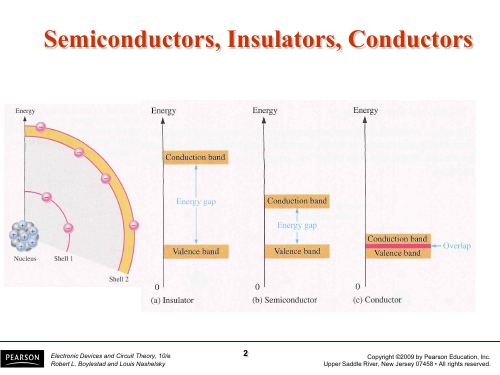 Semiconductors, Insulators, Conductors
Energy
Nucleus
Shell 1
Shell 2
Energy
Conduction band
Energy gap
Valence band
0
(a) Insulator
Energy
Conduction band
Energy gap
Valence band
0
(b) Semiconductor
Energy
Conduction band
Overlap
Valence band
0
(c) Conductor
PEARSON
Electronic Devices and Circuit Theory, 10/e
Robert L. Boylestad and Louis Nashelsky
2
Copyright ©2009 by Pearson Education, Inc.
Upper Saddle River, New Jersey 07458 • All rights reserved.